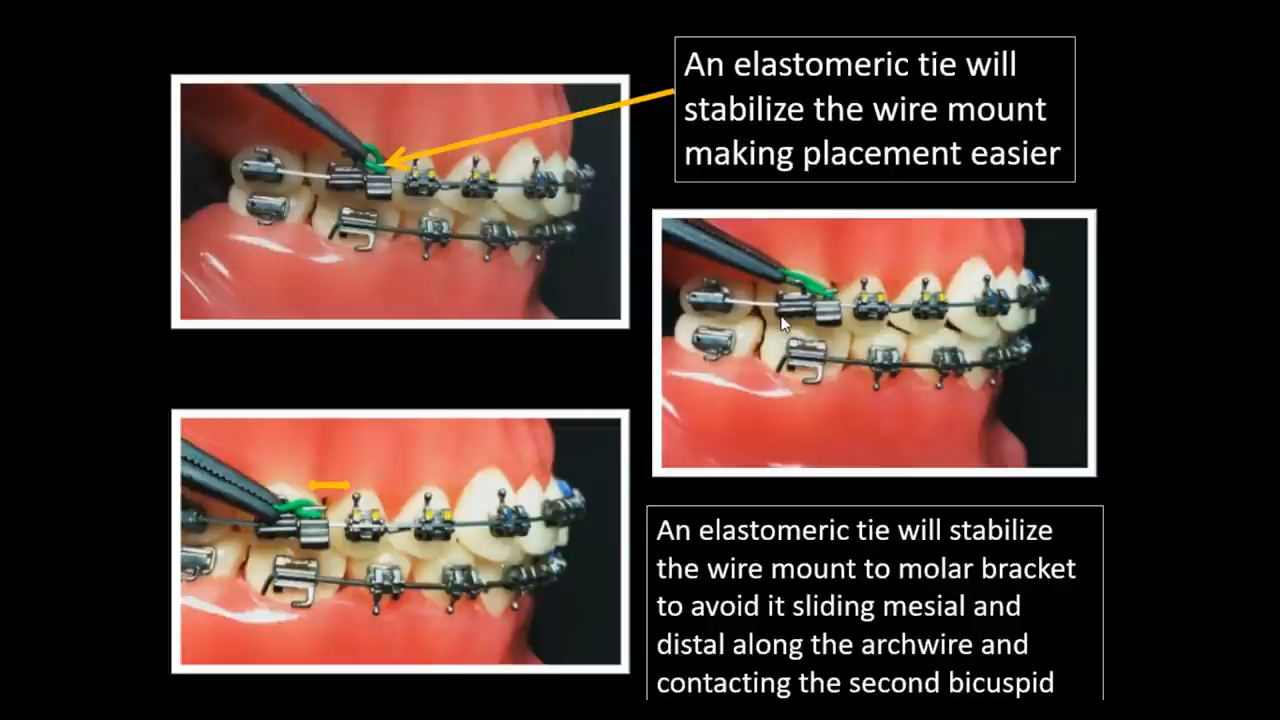 An elastomeric tie will
stabilize the wire mount
making placement easier
An elastomeric tie will stabilize
the wire mount to molar bracket
to avoid it sliding mesial and
distal along the archwire and
contacting the second bicuspid